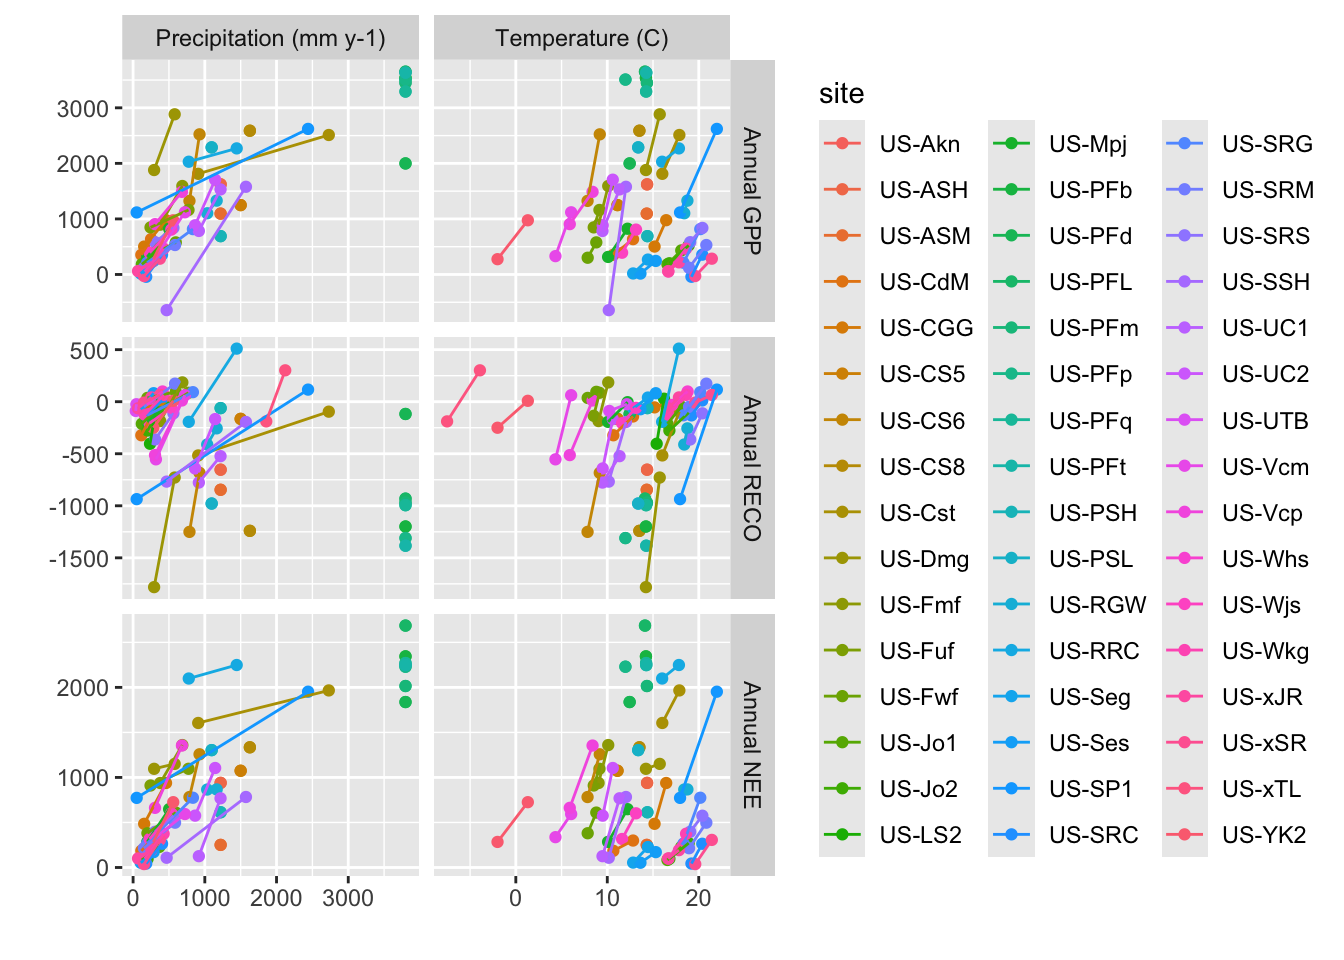 Precipitation (mm y-1)
Temperature (C)
3000
2000
1000
0
Annual GPP
500
0
-500
-1000
-1500
Annual RECO
2000
1000
0
Annual NEE
0 1000 2000 3000
0 10 20
site
US-Akn
US-ASH
US-ASM
US-CdM
US-CGG
US-CS5
US-CS6
US-CS8
US-Cst
US-Dmg
US-Fmf
US-Fuf
US-Fwf
US-Jo1
US-Jo2
US-LS2
US-Mpj
US-PFb
US-PFd
US-PFL
US-PFm
US-PFp
US-PFq
US-PFt
US-PSH
US-PSL
US-RGW
US-RRC
US-Seg
US-Ses
US-SP1
US-SRC
US-SRG
US-SRM
US-SRS
US-SSH
US-UC1
US-UC2
US-UTB
US-Vcm
US-Vcp
US-Whs
US-Wjs
US-Wkg
US-xJR
US-xSR
US-xTL
US-YK2